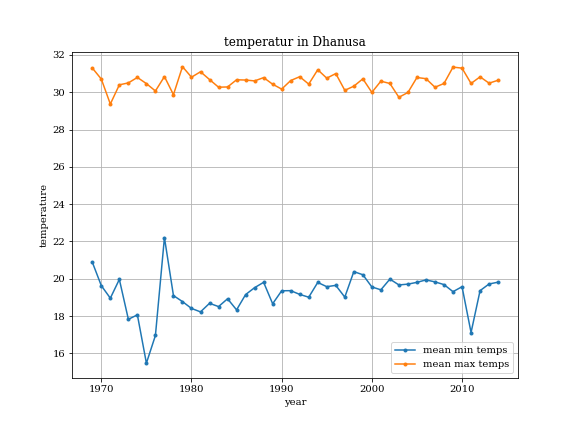 temperatur in Dhanusa
32
30
28
26
24
22
20
18
16
temperature
1970
1980
1990
2000
2010
year
mean min temps
mean max temps